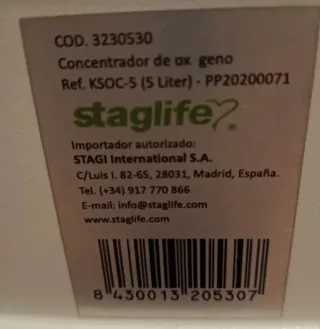 COD. 3230530
Concentrador de ox geno
Ref. KSOC-5 (5 Liter) - PP20200071
staglife
Importador autorizado:
STAGI International S.A.
C/Luis I. 82-65, 28031, Madrid, España.
Tel. (+34) 917 770 866
E-mail: info@staglife.com
www.staglife.com
8 430013 205307